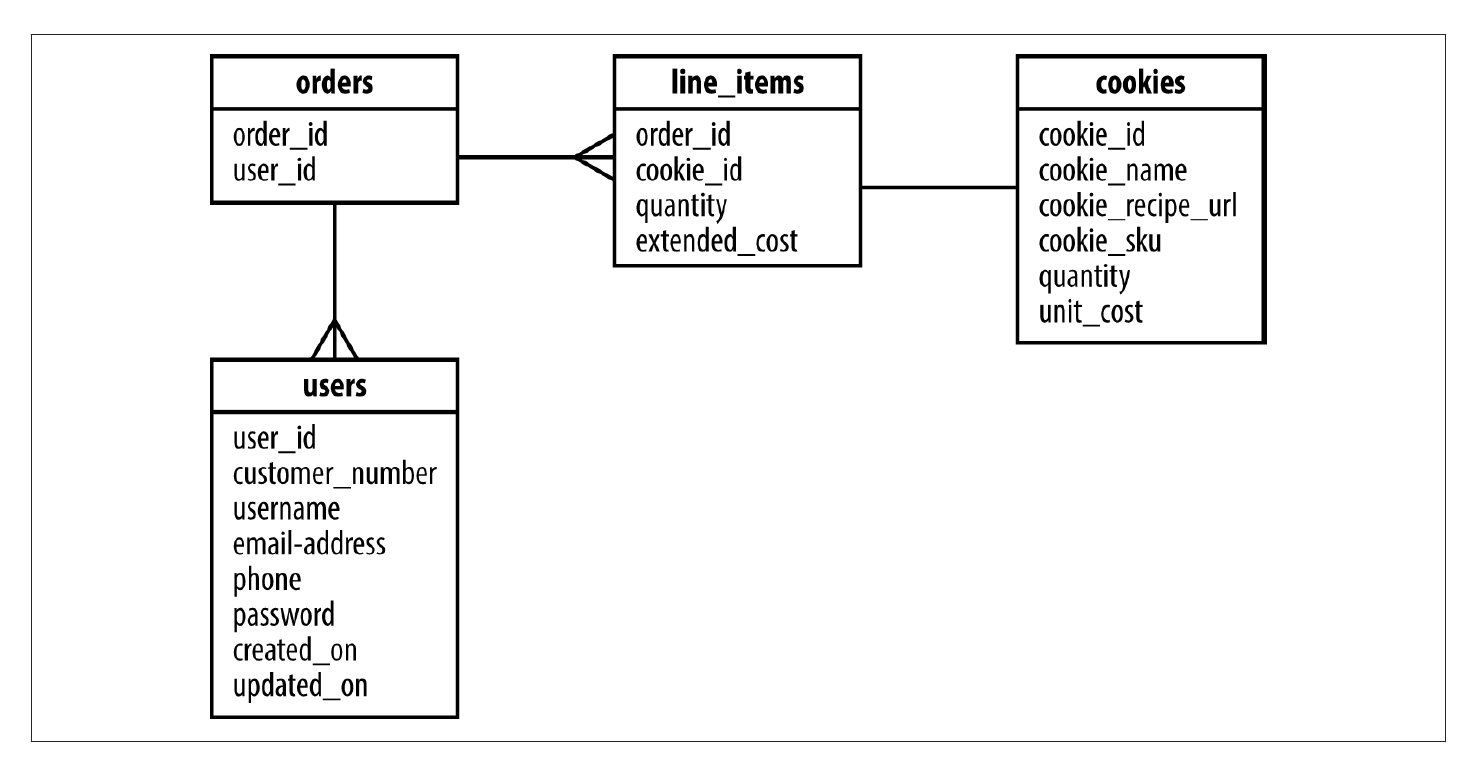 orders
order_id
user_id
line_items
order_id
cookie_id
quantity
extended_cost
cookies
cookie_id
cookie_name
cookie_recipe_url
cookie_sku
quantity
unit_cost
users
user_id
customer_number
username
email-address
phone
password
created_on
updated_on